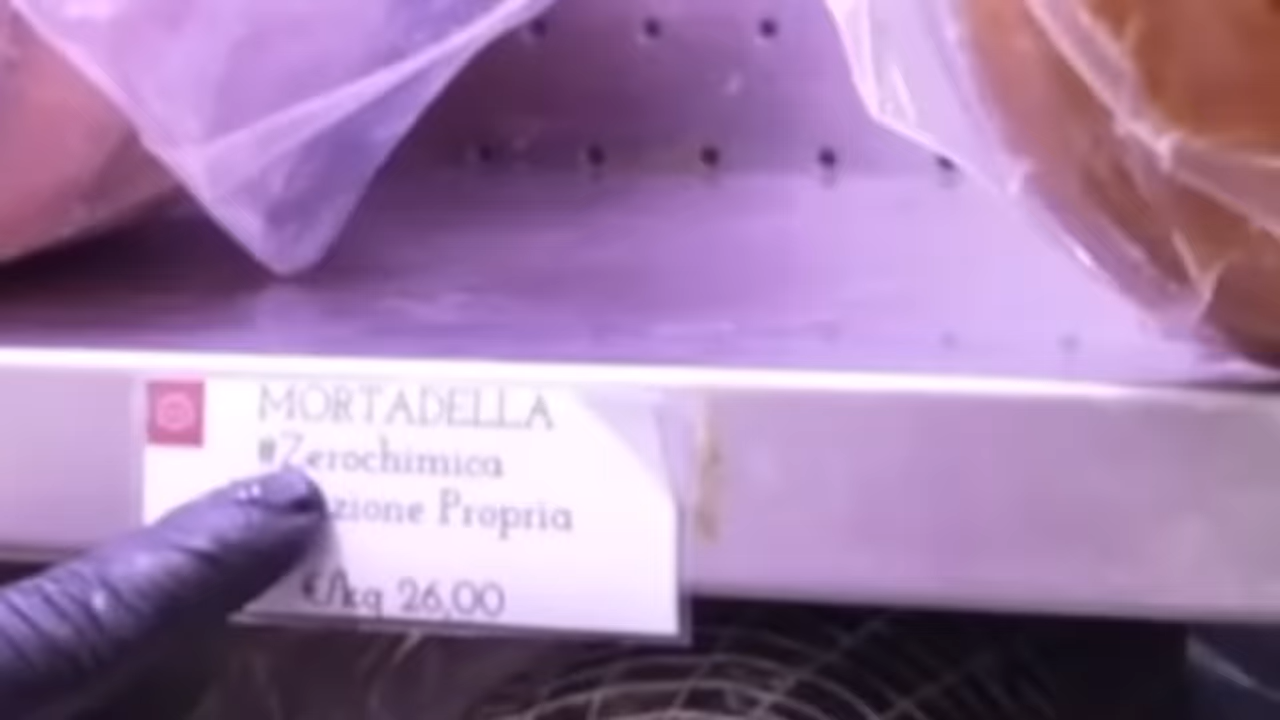 MORTADELLA
#Zerochimica
zione Propria
€/kg 26,00